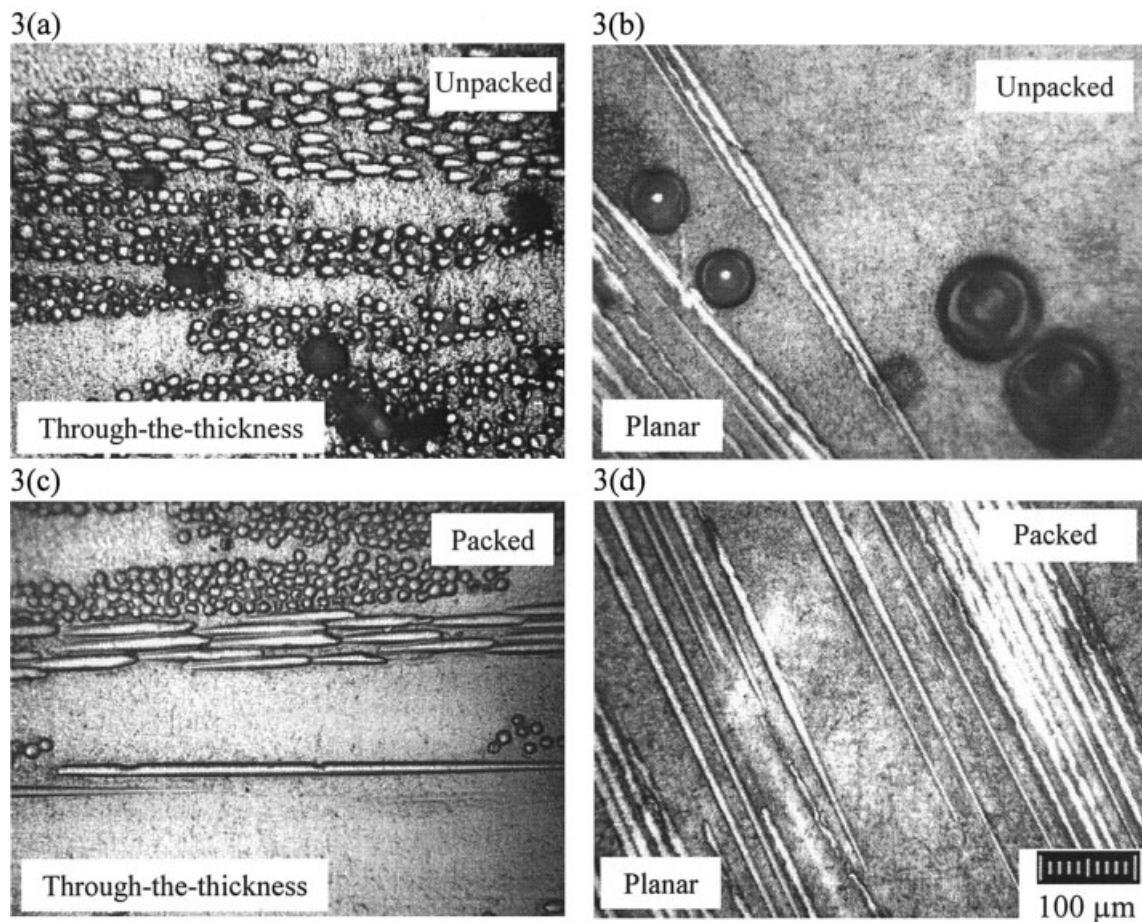 3(a)
3(b)
Unpacked
Unpacked
Through-the-thickness
Planar
3(c)
3(d)
Packed
Packed
Through-the-thickness
Planar
100 μm